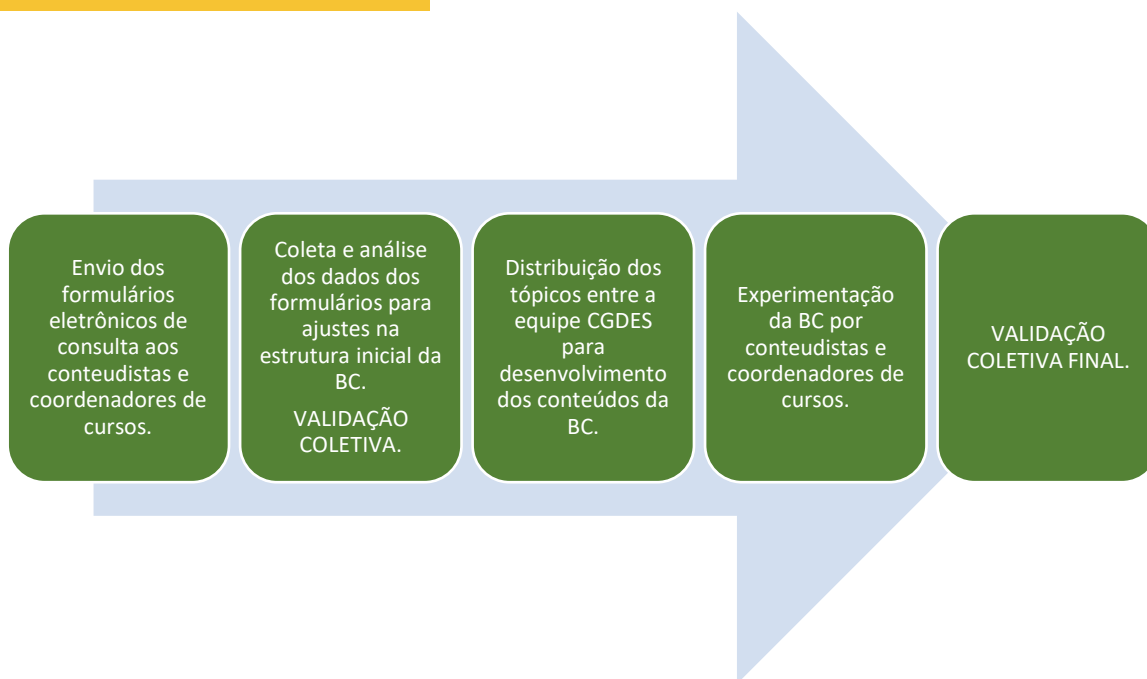 Envio dos
formulários
eletrônicos de
consulta aos
conteudistas e
coordenadores de
cursos.
Coleta e análise
dos dados dos
formulários para
ajustes na
estrutura inicial da
BC.
VALIDAÇÃO
COLETIVA.
Distribuição dos
tópicos entre a
equipe CGDES
para
desenvolvimento
dos conteúdos da
BC.
Experimentação
da BC por
conteudistas e
coordenadores de
cursos.
VALIDAÇÃO
COLETIVA FINAL.